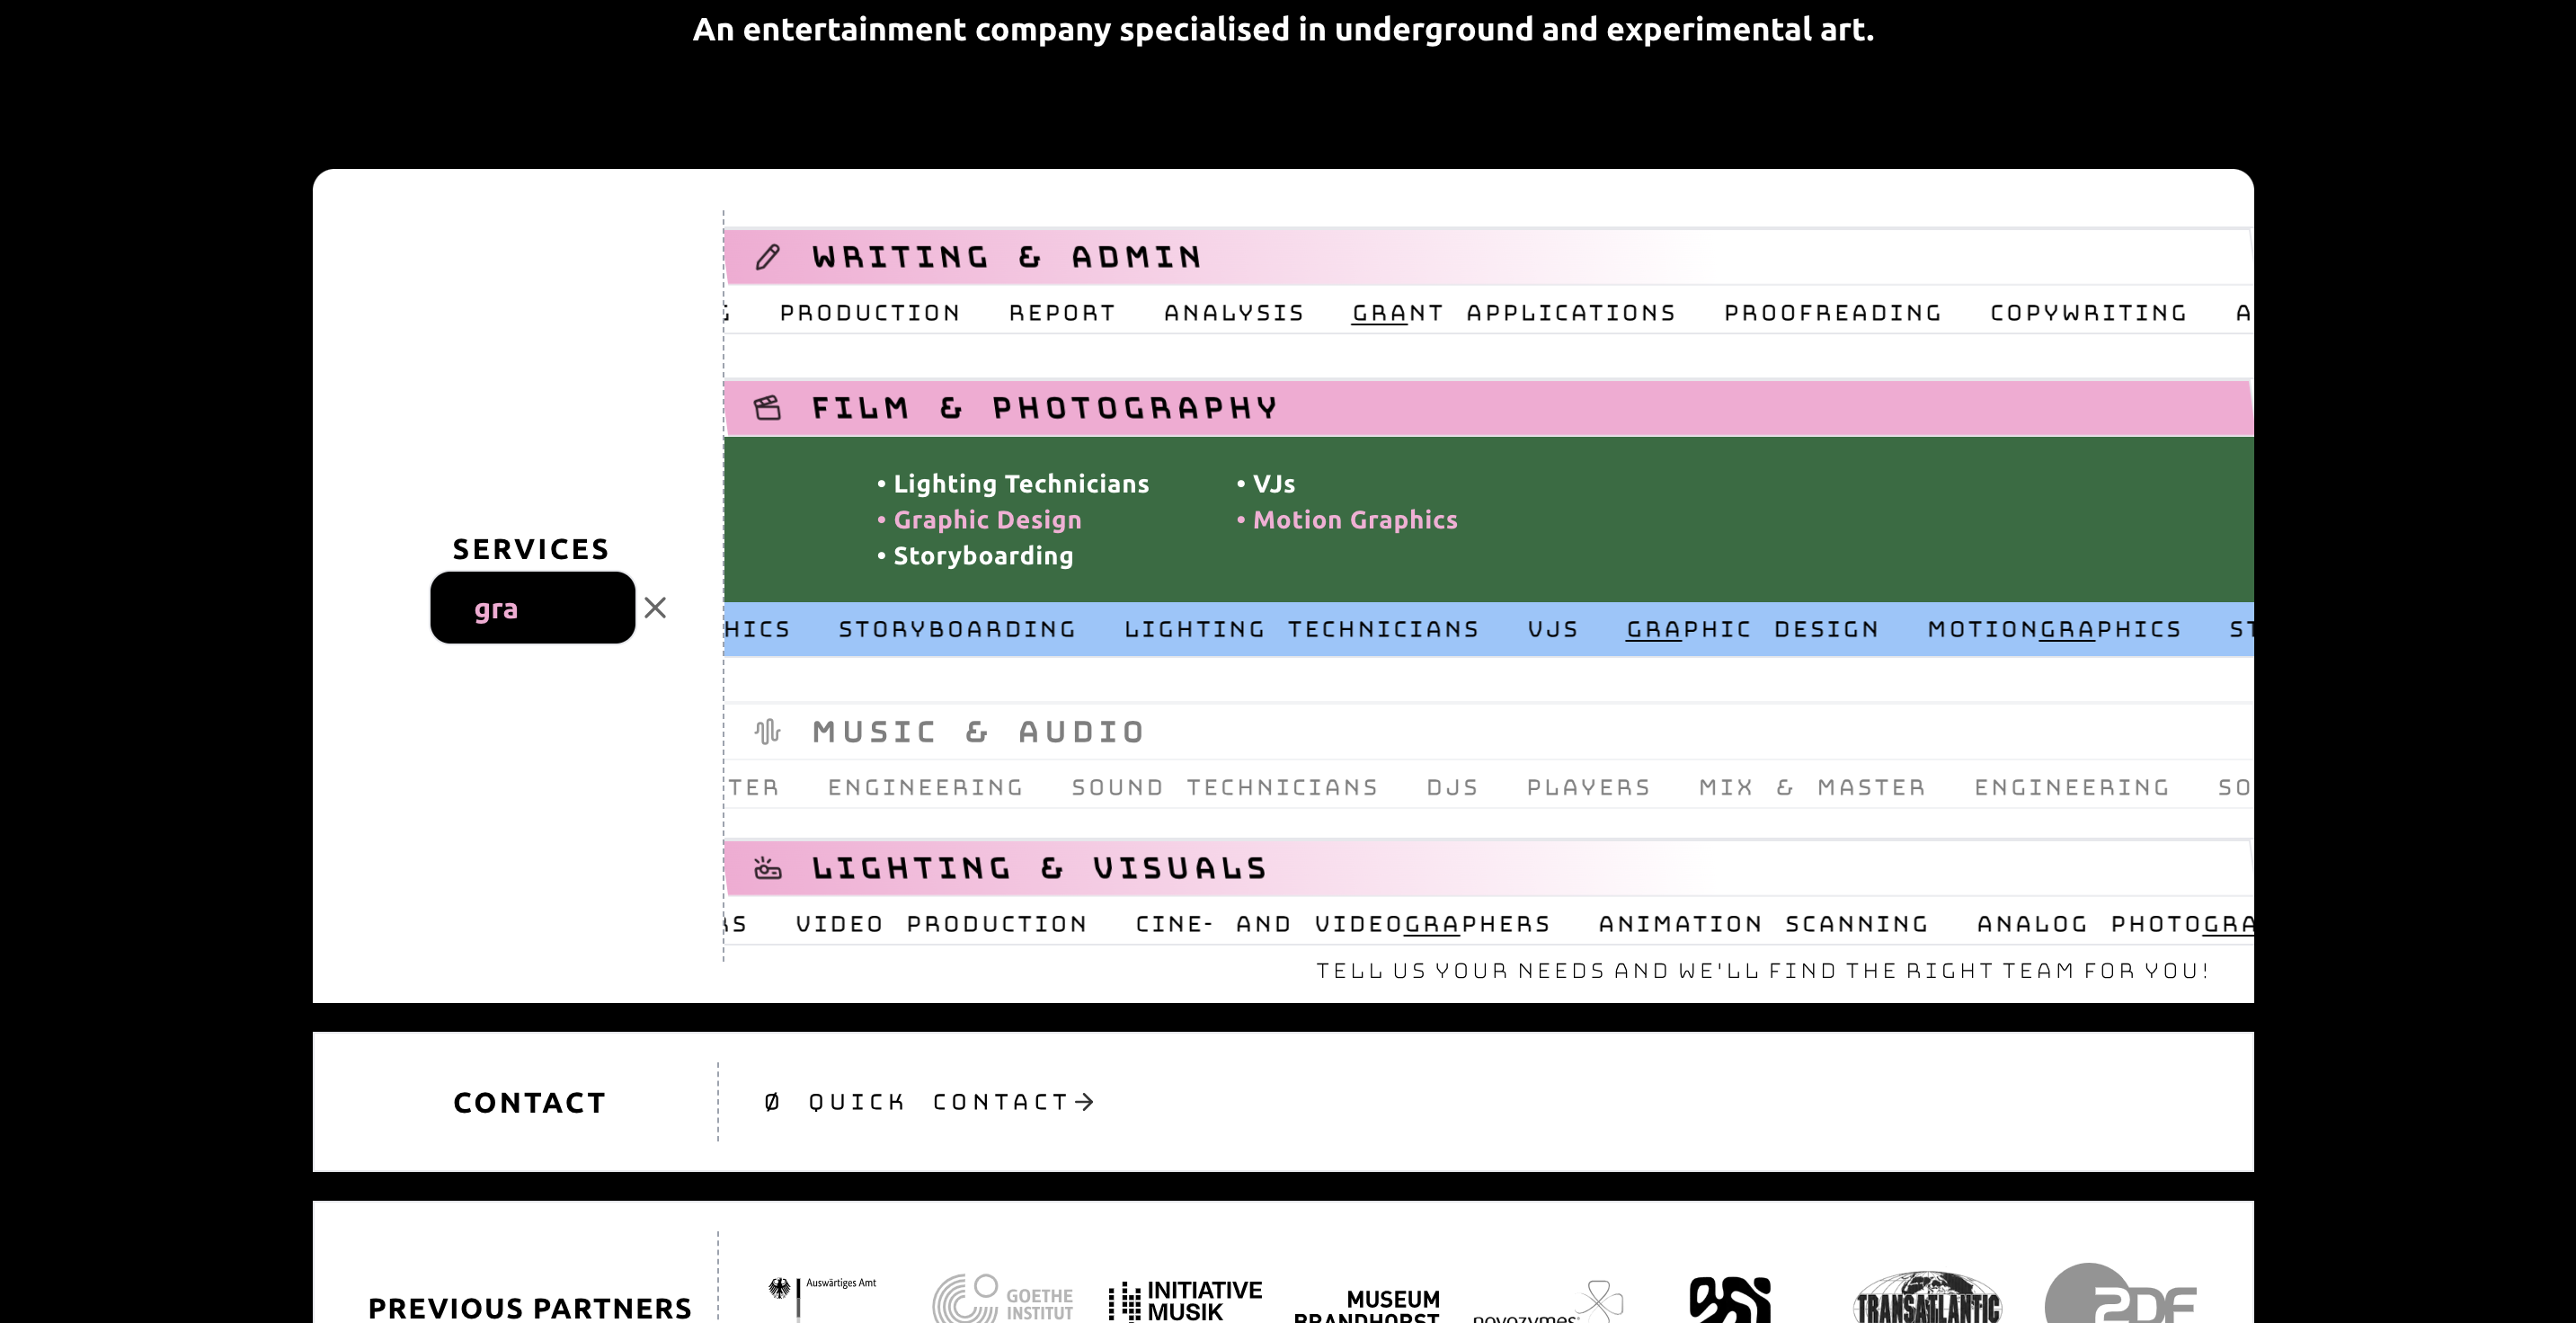 An entertainment company specialised in underground and experimental art.
WRITING & ADMIN
PRODUCTION REPORT ANALYSIS GRANT APPLICATIONS PROOFREADING COPYWRITING A
FILM & PHOTOGRAPHY
• Lighting Technicians
• Graphic Design
• Storyboarding
• VJs
• Motion Graphics
SERVICES
gra
HICS STORYBOARDING LIGHTING TECHNICIANS VJS GRAPHIC DESIGN MOTIONGRAPHICS ST
MUSIC & AUDIO
TER ENGINEERING SOUND TECHNICIANS DJS PLAYERS MIX & MASTER ENGINEERING SO
LIGHTING & VISUALS
VIDEO PRODUCTION CINE- AND VIDEOGRAPHERS ANIMATION SCANNING ANALOG PHOTOGRA
TELL US YOUR NEEDS AND WE'LL FIND THE RIGHT TEAM FOR YOU!
CONTACT
Ø QUICK CONTACT→
PREVIOUS PARTNERS
Auswärtiges Amt
GOETHE
INSTITUT
INITIATIVE
MUSIK
MUSEUM
BRANDHORST
novozymes
TRANSATLANTIC
ZDF